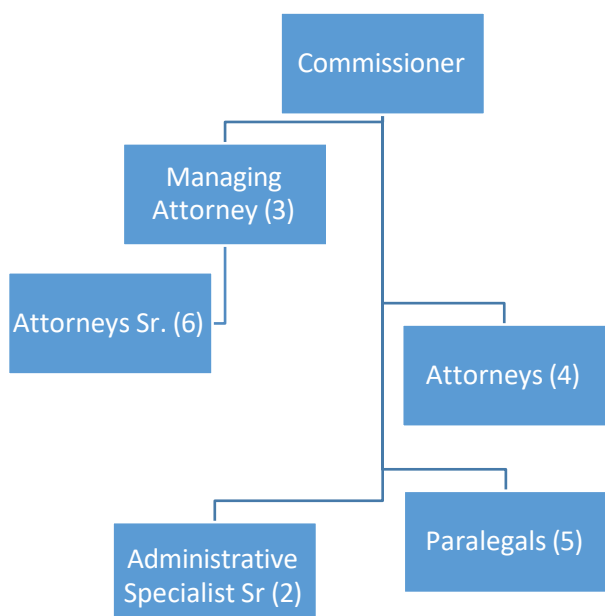 Commissioner
Managing
Attorney (3)
Attorneys Sr. (6)
Attorneys (4)
Paralegals (5)
Administrative
Specialist Sr (2)